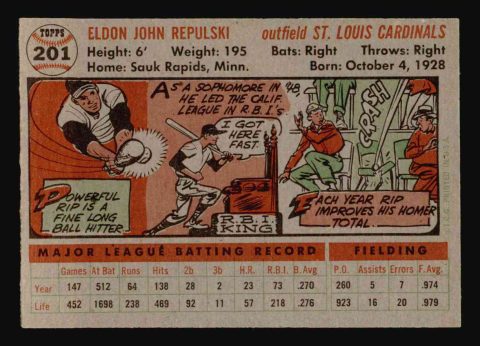 TOPPS
201
ELDON JOHN REPULSKI
outfield ST. LOUIS CARDINALS
Height: 6' Weight: 195 Bats: Right Throws: Right
Home: Sauk Rapids, Minn. Born: October 4, 1928
POWERFUL
RIP IS A
FINE LONG
BALL HITTER.
AS A SOPHOMORE IN '48,
HE LED THE CALIF.
LEAGUE IN R.B.I.'S.
I GOT
HERE
FAST.
R.B.I.
KING
CRASH
EACH YEAR RIP
IMPROVES HIS HOMER
TOTAL.
MAJOR LEAGUE BATTING RECORD FIELDING
Games At Bat Runs Hits 2b 3b H.R. R.B.I. B.Avg P.O. Assists Errors F.Avg
Year 147 512 64 138 28 2 23 73 .270 260 5 7 .974
Life 452 1698 238 469 92 11 57 218 .276 923 16 20 .979